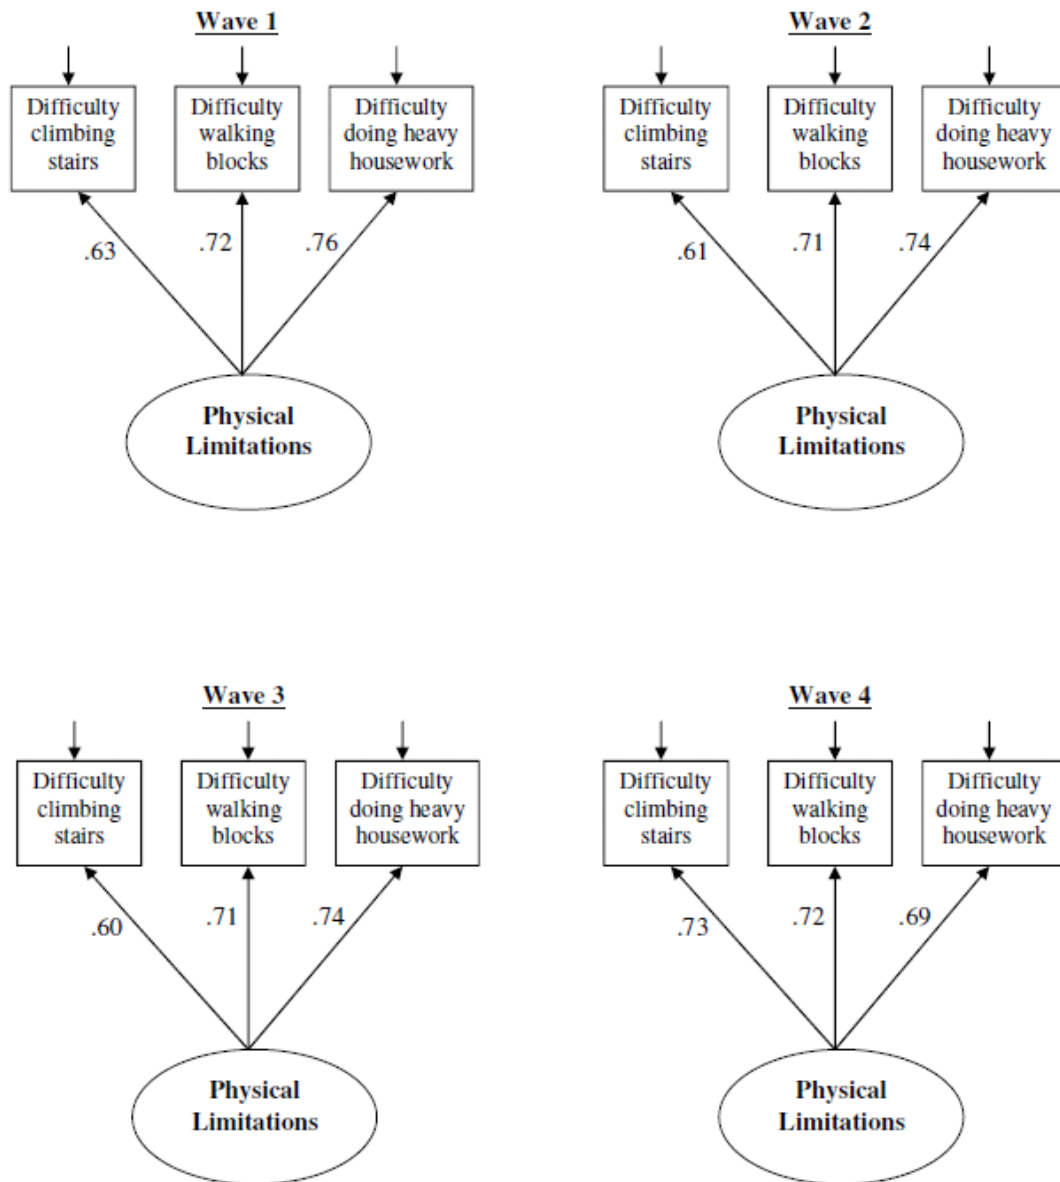 Wave 1
Difficulty
climbing
stairs
Difficulty
walking
blocks
Difficulty
doing heavy
housework
.63
.72
.76
Physical
Limitations
Wave 2
Difficulty
climbing
stairs
Difficulty
walking
blocks
Difficulty
doing heavy
housework
.61
.71
.74
Physical
Limitations
Wave 3
Difficulty
climbing
stairs
Difficulty
walking
blocks
Difficulty
doing heavy
housework
.60
.71
.74
Physical
Limitations
Wave 4
Difficulty
climbing
stairs
Difficulty
walking
blocks
Difficulty
doing heavy
housework
.73
.72
.69
Physical
Limitations